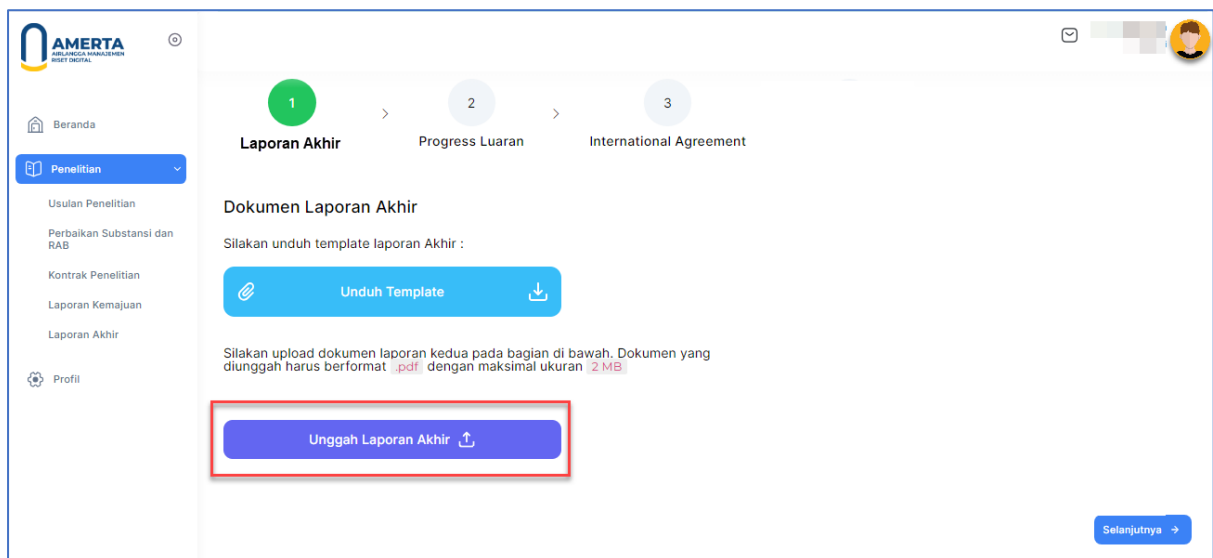 AMERTA
AIRLANGGA MANAJEMEN
RISET DIGITAL
Beranda
Penelitian
Usulan Penelitian
Perbaikan Substansi dan
RAB
Kontrak Penelitian
Laporan Kemajuan
Laporan Akhir
Profil
1
2
3
Laporan Akhir
Progress Luaran
International Agreement
Dokumen Laporan Akhir
Silakan unduh template laporan Akhir :
Unduh Template
Silakan upload dokumen laporan kedua pada bagian di bawah. Dokumen yang
diunggah harus berformat .pdf dengan maksimal ukuran 2 MB
Unggah Laporan Akhir
Selanjutnya →